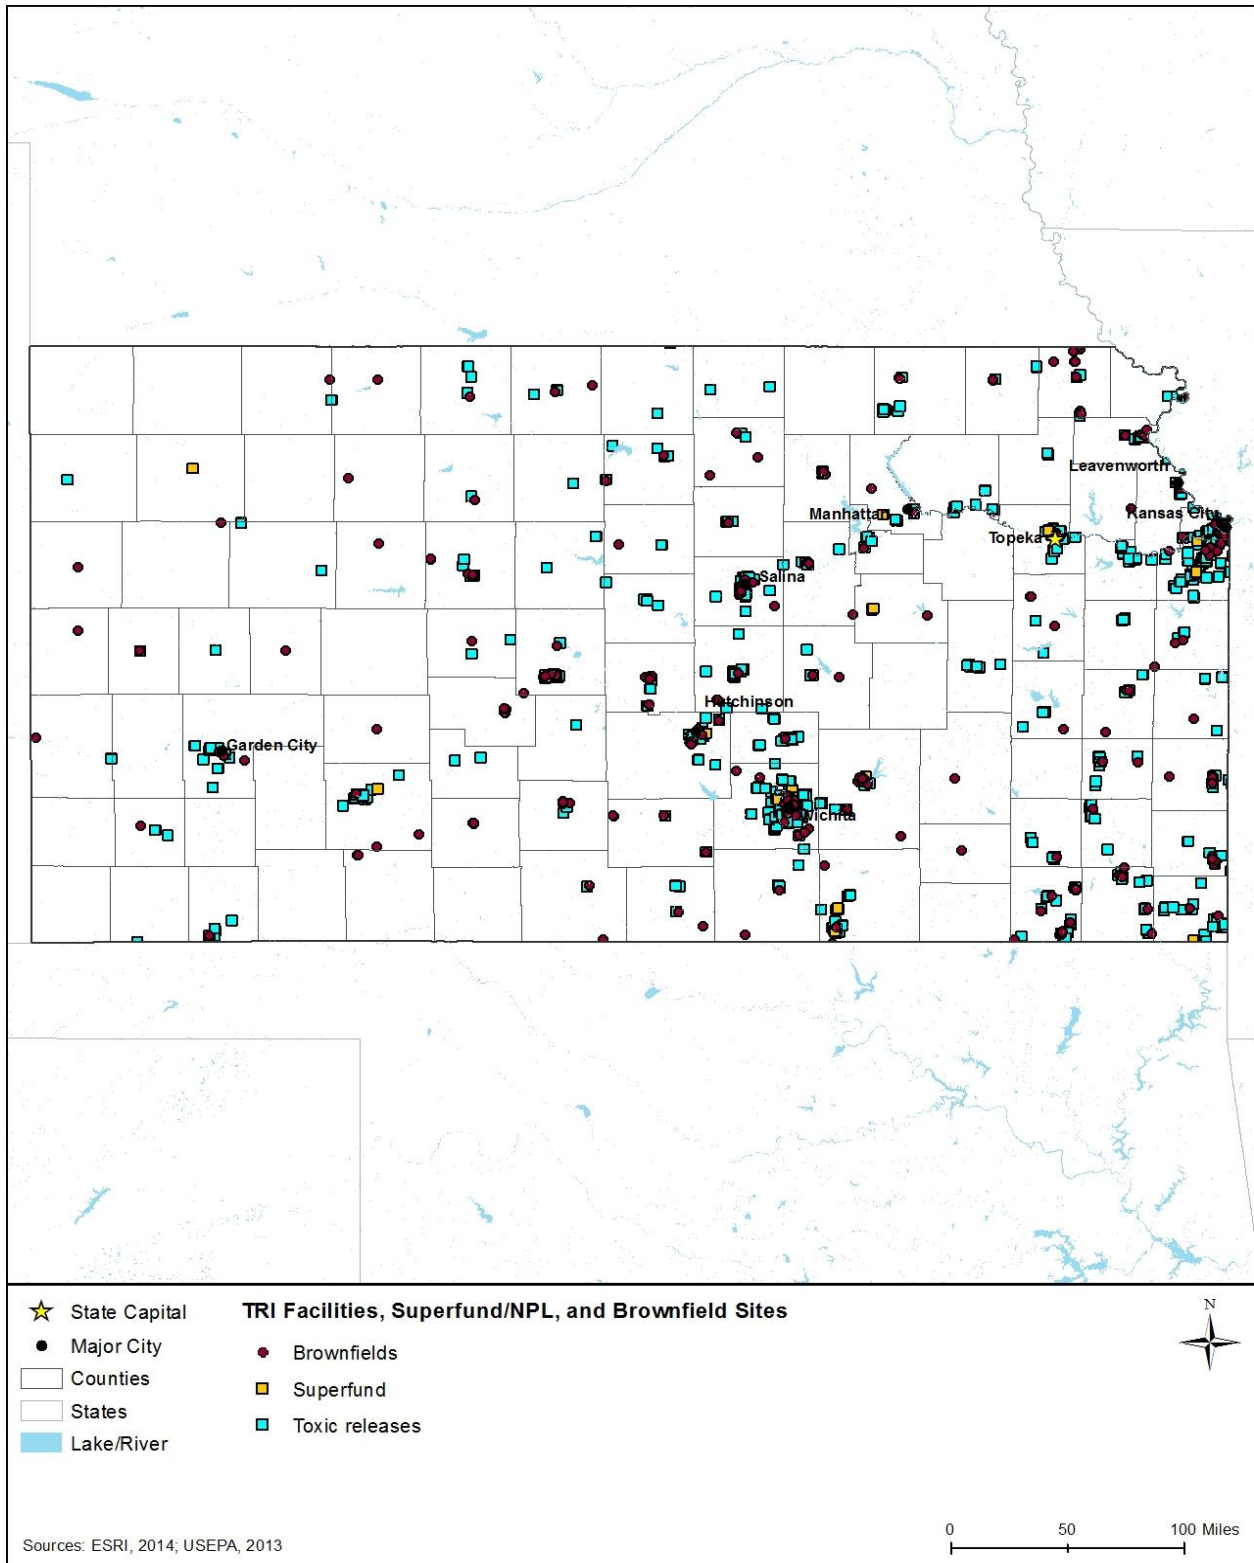 Leavenworth
Kansas City
Manhattan
Topeka
Salina
Hutchinson
Garden City
Wichita
State Capital
Major City
Counties
States
Lake/River
TRI Facilities, Superfund/NPL, and Brownfield Sites
Brownfields
Superfund
Toxic releases
N
Sources: ESRI, 2014; USEPA, 2013
0 50 100 Miles